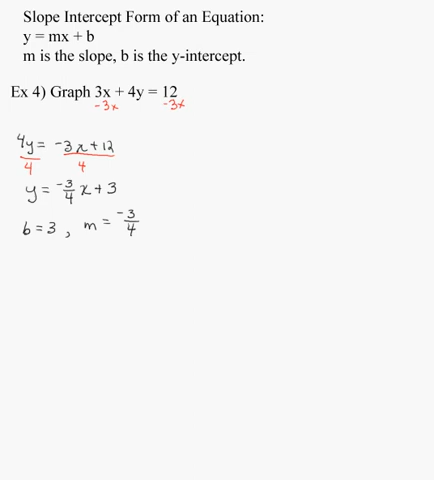 Slope Intercept Form of an Equation:
y = mx + b
m is the slope, b is the y-intercept.
Ex 4) Graph 3x + 4y = 12
-3x -3x
4y = -3x+12
4 4
y = -3/4 x + 3
b = 3 , m = -3/4